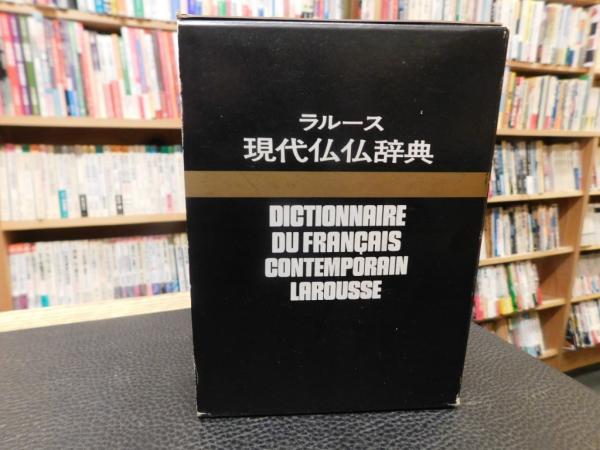 ラルース
現代仏仏辞典
DICTIONNAIRE
DU FRANÇAIS
CONTEMPORAIN
LAROUSSE